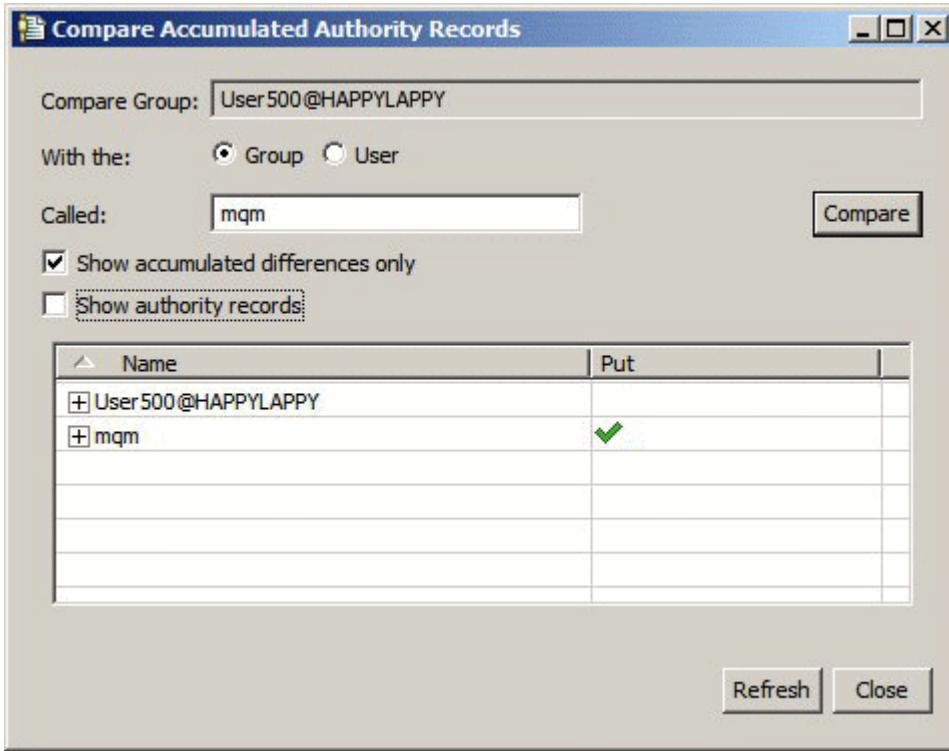 Compare Accumulated Authority Records
Compare Group: User500@HAPPYLAPPY
With the: Group User
Called: mqm Compare
Show accumulated differences only
Show authority records
Name Put
User500@HAPPYLAPPY
mqm
Refresh Close